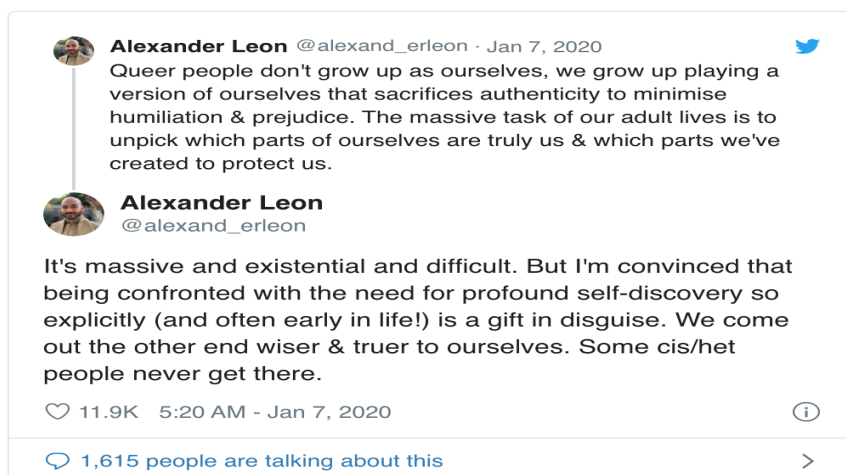 Alexander Leon @alexand_erleon · Jan 7, 2020
Queer people don't grow up as ourselves, we grow up playing a
version of ourselves that sacrifices authenticity to minimise
humiliation & prejudice. The massive task of our adult lives is to
unpick which parts of ourselves are truly us & which parts we've
created to protect us.
Alexander Leon
@alexand_erleon
It's massive and existential and difficult. But I'm convinced that
being confronted with the need for profound self-discovery so
explicitly (and often early in life!) is a gift in disguise. We come
out the other end wiser & truer to ourselves. Some cis/het
people never get there.
11.9K 5:20 AM - Jan 7, 2020
1,615 people are talking about this